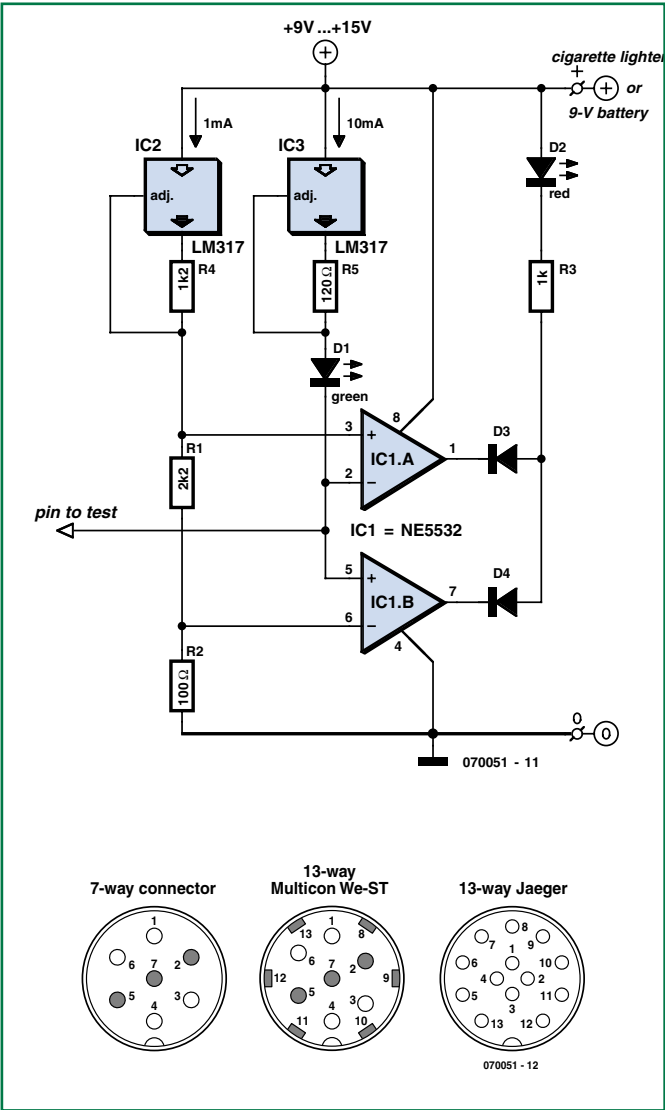 +9V ...+15V
cigarette lighter
+
or
9-V battery
1mA
10mA
IC2
IC3
D2
adj.
adj.
red
LM317
LM317
1k2
R4
120Ω
R5
1k
R3
D1
green
8
3
+
1
D3
R1
IC1.A
2k2
2
–
pin to test
IC1 = NE5532
5
+
7
D4
IC1.B
6
–
4
R2
100Ω
0
0
070051 - 11
7-way connector
13-way
Multicon We-ST
13-way Jaeger
1
6
7
2
5
3
4
1
13
8
6
7
2
12
9
5
3
4
11
10
8
7
9
1
6
10
4
2
5
11
3
13
12
070051 - 12